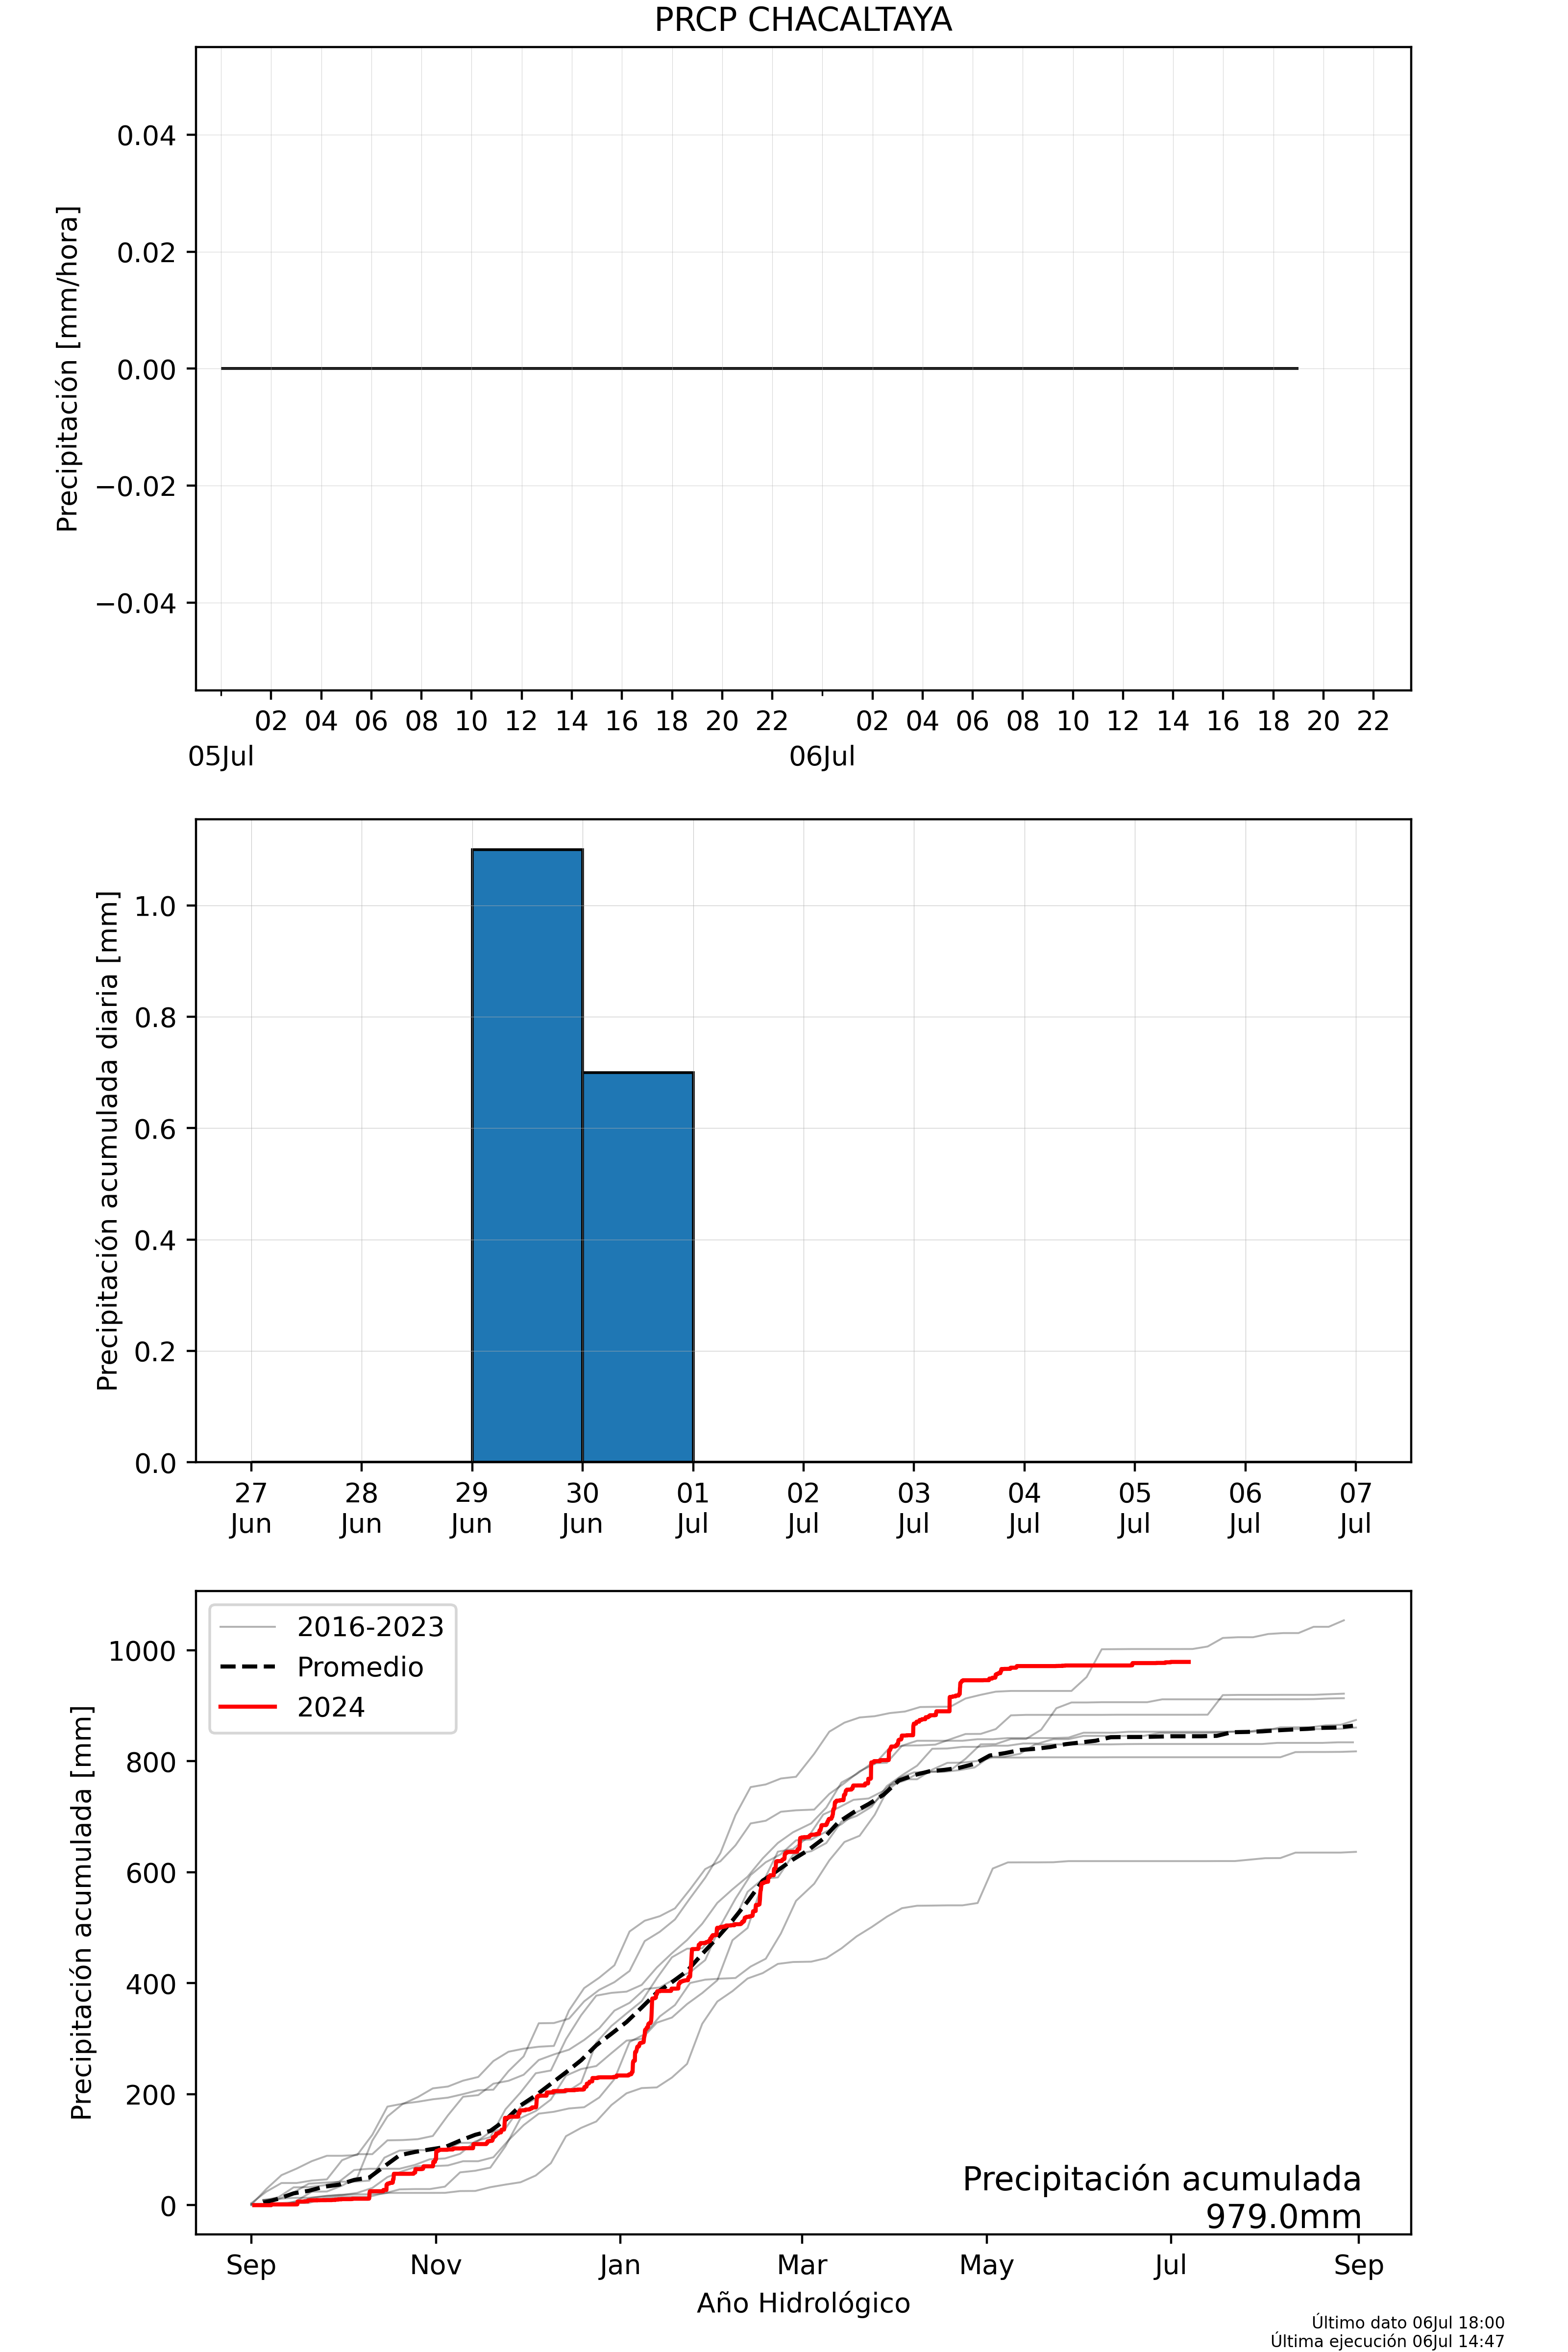 PRCP CHACALTAYA
Precipitación [mm/hora]
0.04
0.02
0.00
−0.02
−0.04
02 04 06 08 10 12 14 16 18 20 22 02 04 06 08 10 12 14 16 18 20 22
05Jul 06Jul
Precipitación acumulada diaria [mm]
1.0
0.8
0.6
0.4
0.2
0.0
27 28 29 30 01 02 03 04 05 06 07
Jun Jun Jun Jun Jul Jul Jul Jul Jul Jul Jul
Precipitación acumulada [mm]
1000
800
600
400
200
0
2016-2023
Promedio
2024
Precipitación acumulada
979.0mm
Sep Nov Jan Mar May Jul Sep
Año Hidrológico
Último dato 06Jul 18:00
Última ejecución 06Jul 14:47